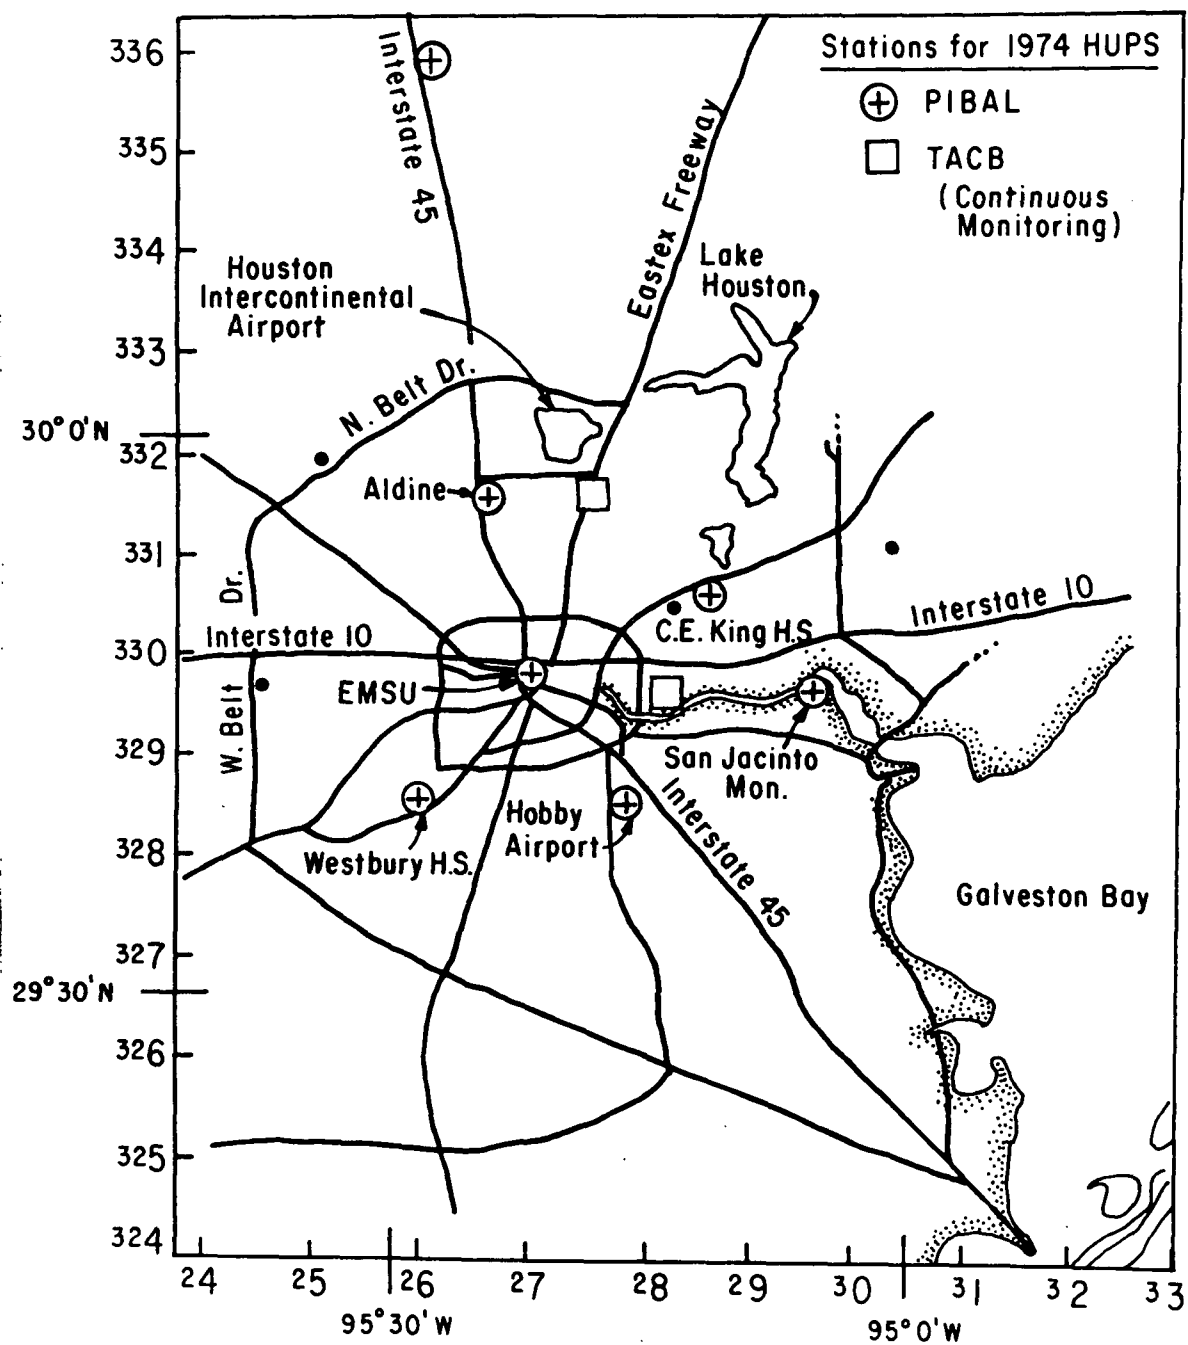 Stations for 1974 HUPS
PIBAL
TACB
(Continuous
Monitoring)
336
335
334
333
30°0'N
332
331
330
329
328
327
29°30'N
326
325
324
Interstate 45
Eastex Freeway
Lake
Houston
Houston
Intercontinental
Airport
N. Belt Dr.
Aldine
W. Belt Dr.
Interstate 10
Interstate 10
C.E. King H.S
EMSU
San Jacinto
Mon.
Hobby
Airport
Westbury H.S.
Interstate 45
Galveston Bay
24 25 26 27 28 29 30 31 32 33
95°30'W 95°0'W